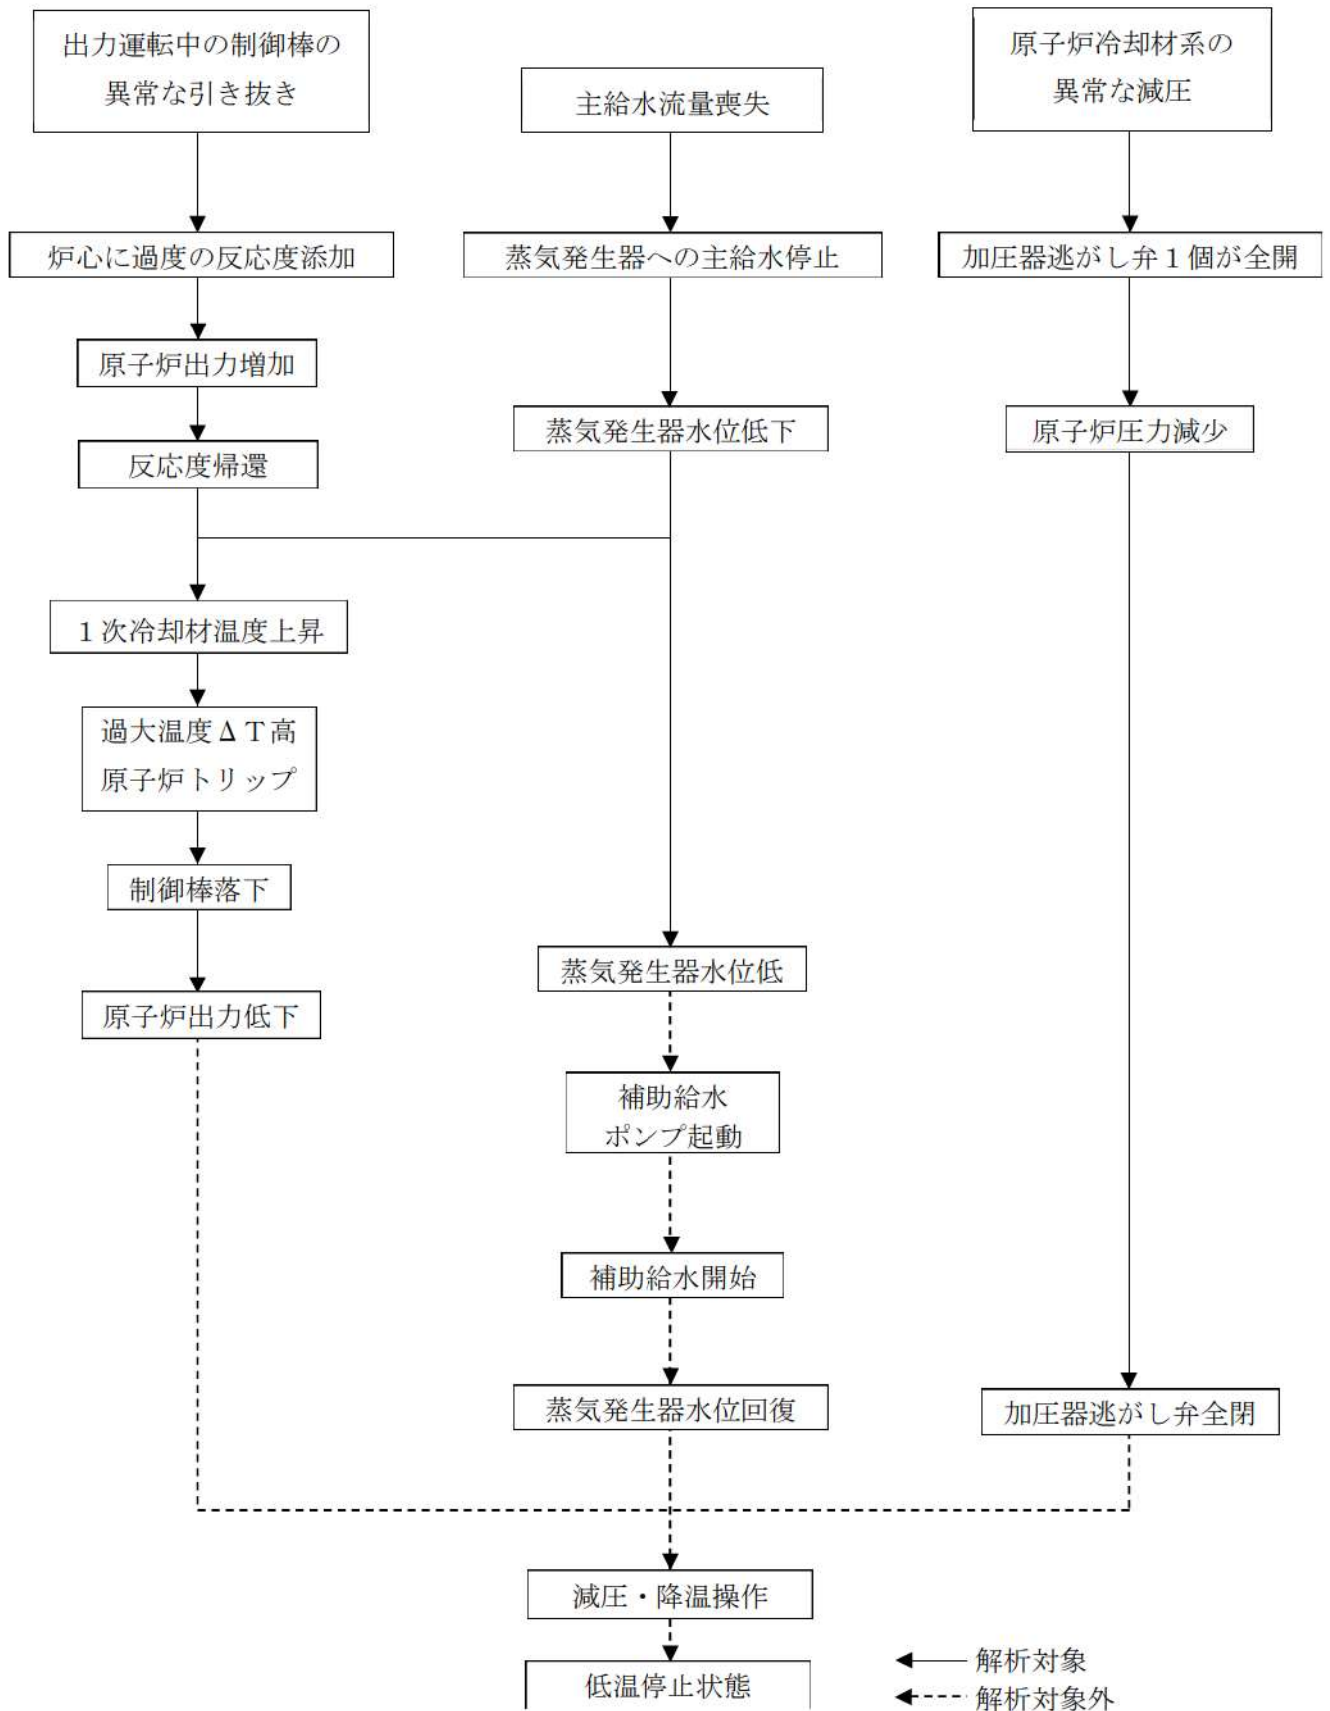 出力運転中の制御棒の
異常な引き抜き
主給水流量喪失
原子炉冷却材系の
異常な減圧
炉心に過度の反応度添加
蒸気発生器への主給水停止
加圧器逃がし弁１個が全開
原子炉出力増加
蒸気発生器水位低下
原子炉圧力減少
反応度帰還
１次冷却材温度上昇
過大温度ΔＴ高
原子炉トリップ
制御棒落下
蒸気発生器水位低
原子炉出力低下
補助給水
ポンプ起動
補助給水開始
蒸気発生器水位回復
加圧器逃がし弁全閉
減圧・降温操作
低温停止状態
解析対象
解析対象外